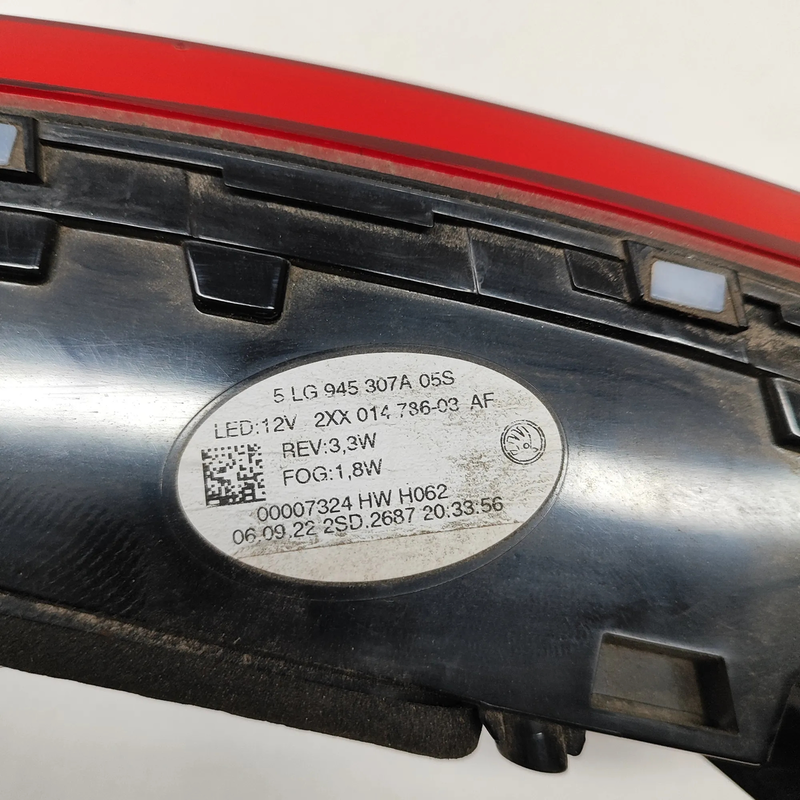 5 LG 945 307A 05S
LED:12V 2XX 014 786-03 AF
REV:3,3W
FOG:1,8W
00007324 HW H062
06.09.22 2SD.2687 20:33:56